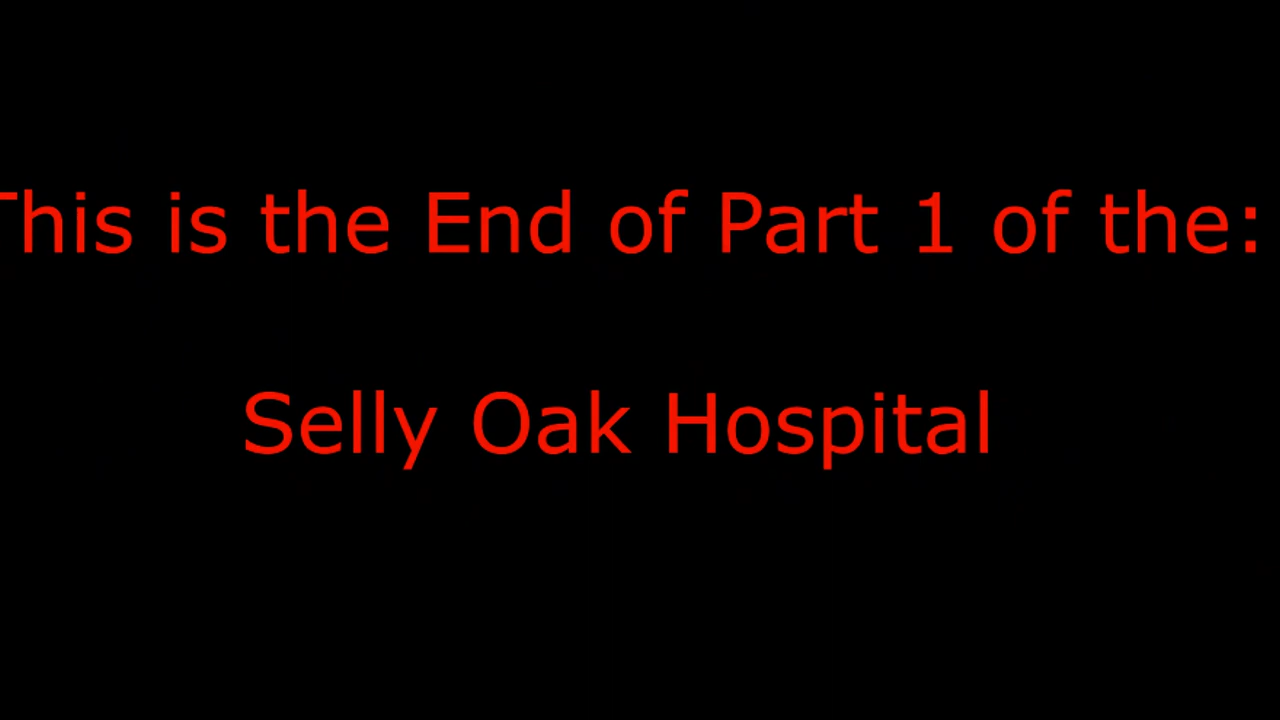 This is the End of Part 1 of the:
Selly Oak Hospital